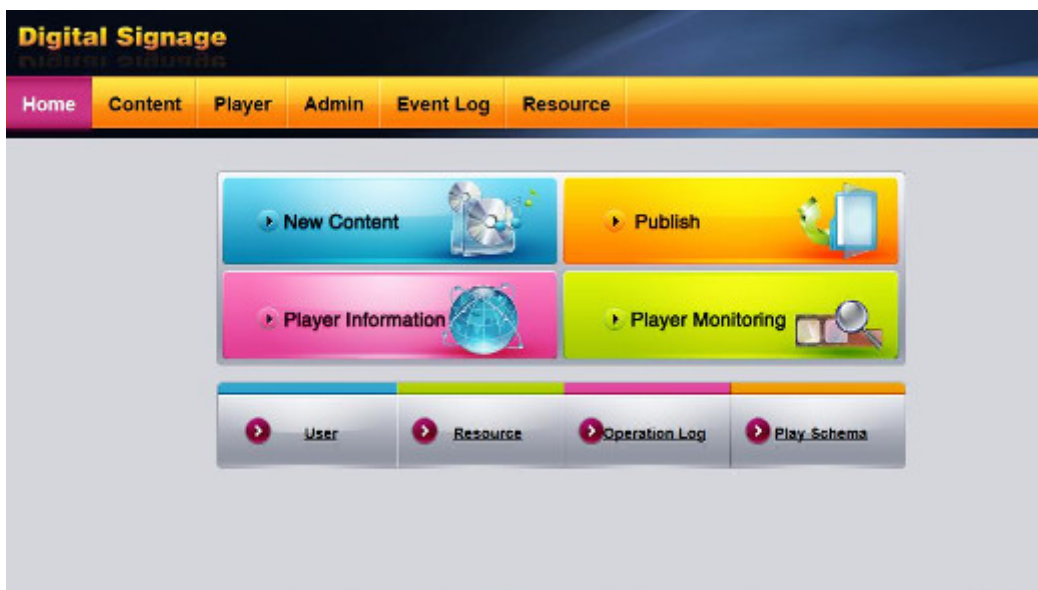 Digital Signage
Home Content Player Admin Event Log Resource
New Content Publish
Player Information Player Monitoring
User Resource Operation Log Play Schema